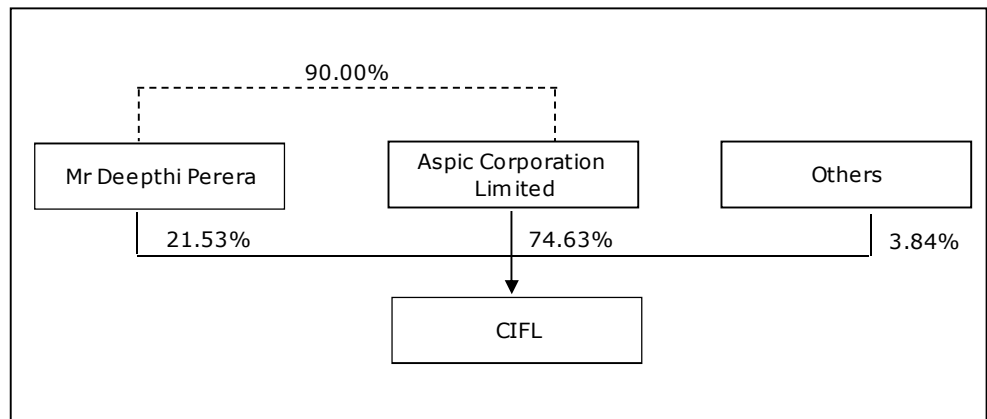 90.00%
Mr Deepthi Perera
Aspic Corporation
Limited
Others
21.53%
74.63%
3.84%
CIFL